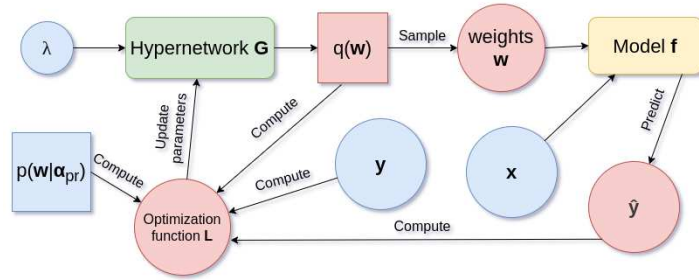 λ
Hypernetwork G
q(w)
Sample
weights
w
Model f
Update
parameters
Compute
Predict
p(w|α_pr)
Compute
y
x
ŷ
Compute
Optimization
function L
Compute